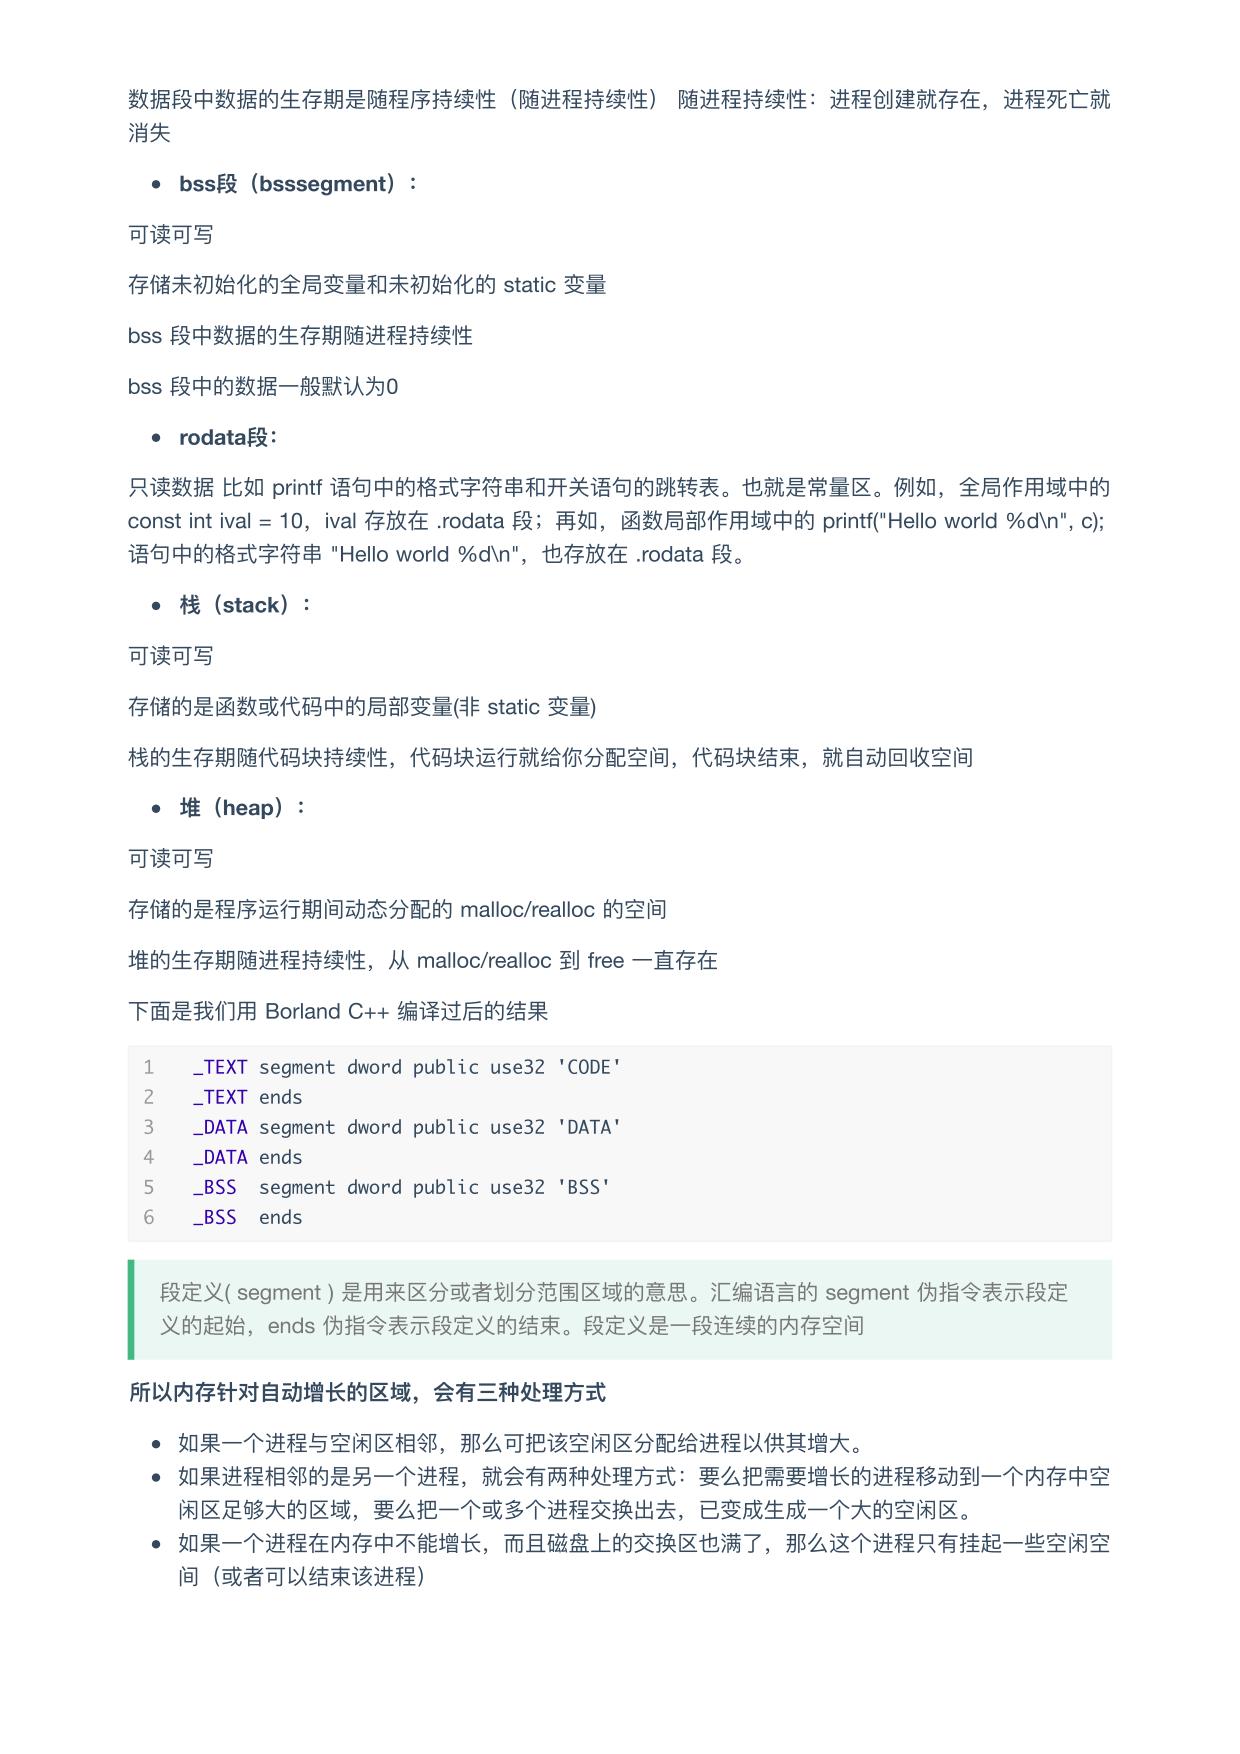 数据段中数据的生存期是随程序持续性（随进程持续性） 随进程持续性：进程创建就存在，进程死亡就
消失
• bss段（bsssegment）：
可读可写
存储未初始化的全局变量和未初始化的 static 变量
bss 段中数据的生存期随进程持续性
bss 段中的数据一般默认为0
• rodata段：
只读数据 比如 printf 语句中的格式字符串和开关语句的跳转表。也就是常量区。例如，全局作用域中的
const int ival = 10，ival 存放在 .rodata 段；再如，函数局部作用域中的 printf("Hello world %d\n", c);
语句中的格式字符串 "Hello world %d\n"，也存放在 .rodata 段。
• 栈（stack）：
可读可写
存储的是函数或代码中的局部变量(非 static 变量)
栈的生存期随代码块持续性，代码块运行就给你分配空间，代码块结束，就自动回收空间
• 堆（heap）：
可读可写
存储的是程序运行期间动态分配的 malloc/realloc 的空间
堆的生存期随进程持续性，从 malloc/realloc 到 free 一直存在
下面是我们用 Borland C++ 编译过后的结果
1 _TEXT segment dword public use32 'CODE'
2 _TEXT ends
3 _DATA segment dword public use32 'DATA'
4 _DATA ends
5 _BSS  segment dword public use32 'BSS'
6 _BSS  ends
段定义( segment ) 是用来区分或者划分范围区域的意思。汇编语言的 segment 伪指令表示段定
义的起始，ends 伪指令表示段定义的结束。段定义是一段连续的内存空间
所以内存针对自动增长的区域，会有三种处理方式
• 如果一个进程与空闲区相邻，那么可把该空闲区分配给进程以供其增大。
• 如果进程相邻的是另一个进程，就会有两种处理方式：要么把需要增长的进程移动到一个内存中空
闲区足够大的区域，要么把一个或多个进程交换出去，已变成生成一个大的空闲区。
• 如果一个进程在内存中不能增长，而且磁盘上的交换区也满了，那么这个进程只有挂起一些空闲空
间（或者可以结束该进程）